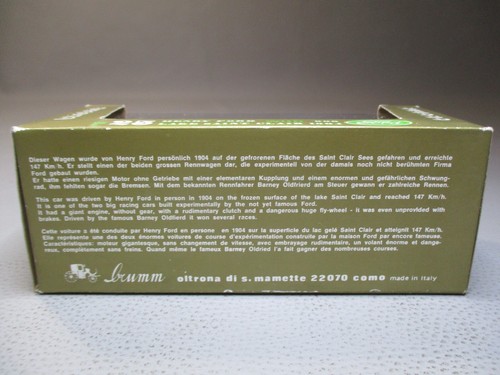 Dieser Wagen wurde von Henry Ford persönlich 1904 auf der gefrorenen Fläche des Saint Clair Sees gefahren und erreichte
147 Km/h. Er stellt einen der beiden grossen Rennwagen dar, die experimentell von der damals noch nicht berühmten Firma
Ford gebaut wurden.
Er hatte einen riesigen Motor ohne Getriebe mit einer elementaren Kupplung und einem enormen und gefährlichen Schwung-
rad, ihm fehlten sogar die Bremsen. Mit dem bekannten Rennfahrer Barney Oldfrierd am Steuer gewann er zahlreiche Rennen.
This car was driven by Henry Ford in person in 1904 on the frozen surface of the lake Saint Clair and reached 147 Km/h.
It is one of the two big racing cars built experimentally by the not yet famous Ford.
It had a giant engine, without gear, with a rudimentary clutch and a dangerous huge fly-wheel - it was even unprovided with
brakes. Driven by the famous Barney Oldfierd it won several races.
Cette voiture a été conduite par Henry Ford en persone en 1904 sur la superficie du lac gelé Saint Clair et atteignit 147 Km/h.
Elle représente une des deux énormes voitures de course d'expérimentation construite par la maison Ford par encore fameuse.
Caractéristiques: moteur gigantesque, sans changement de vitesse, avec embrayage rudimentaire, un volant énorme et dange-
reux, complètement sans freins. Quand même le fameux Barney Oldried l'a fait gagner des nombreuses courses.
Brumm oltrona di s. mamette 22070 como made in italy